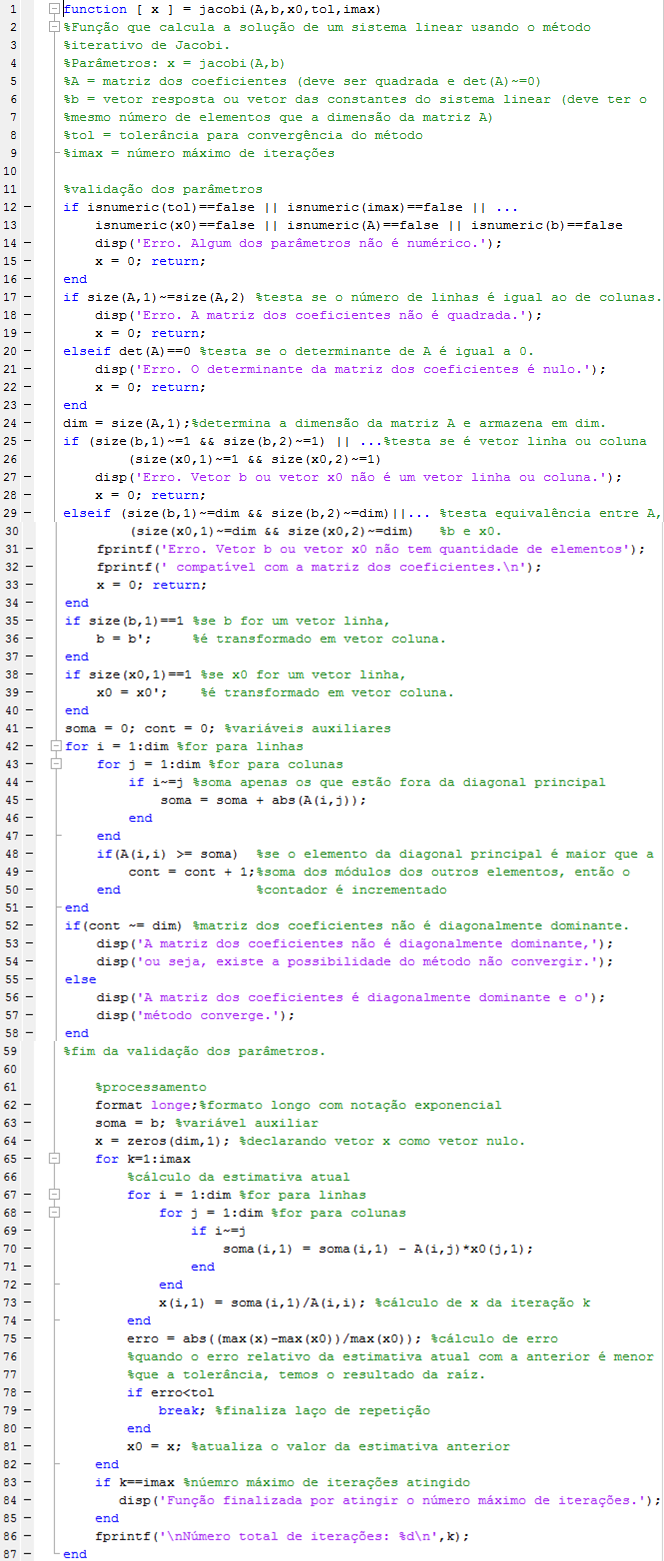 1 function [ x ] = jacobi(A,b,x0,tol,imax)
2 %Função que calcula a solução de um sistema linear usando o método
3 %iterativo de Jacobi.
4 %Parâmetros: x = jacobi(A,b)
5 %A = matriz dos coeficientes (deve ser quadrada e det(A)~=0)
6 %b = vetor resposta ou vetor das constantes do sistema linear (deve ter o
7 %mesmo número de elementos que a dimensão da matriz A)
8 %tol = tolerância para convergência do método
9 %imax = número máximo de iterações
10
11 %validação dos parâmetros
12 – if isnumeric(tol)==false || isnumeric(imax)==false || ...
13 isnumeric(x0)==false || isnumeric(A)==false || isnumeric(b)==false
14 – disp('Erro. Algum dos parâmetros não é numérico.');
15 – x = 0; return;
16 – end
17 – if size(A,1)~=size(A,2) %testa se o número de linhas é igual ao de colunas.
18 – disp('Erro. A matriz dos coeficientes não é quadrada.');
19 – x = 0; return;
20 – elseif det(A)==0 %testa se o determinante de A é igual a 0.
21 – disp('Erro. O determinante da matriz dos coeficientes é nulo.');
22 – x = 0; return;
23 – end
24 – dim = size(A,1);%determina a dimensão da matriz A e armazena em dim.
25 – if (size(b,1)~=1 && size(b,2)~=1) || ...%testa se é vetor linha ou coluna
26 (size(x0,1)~=1 && size(x0,2)~=1)
27 – disp('Erro. Vetor b ou vetor x0 não é um vetor linha ou coluna.');
28 – x = 0; return;
29 – elseif (size(b,1)~=dim && size(b,2)~=dim)||... %testa equivalência entre A,
30 (size(x0,1)~=dim && size(x0,2)~=dim) %b e x0.
31 – fprintf('Erro. Vetor b ou vetor x0 não tem quantidade de elementos');
32 – fprintf(' compatível com a matriz dos coeficientes.\n');
33 – x = 0; return;
34 – end
35 – if size(b,1)==1 %se b for um vetor linha,
36 – b = b'; %é transformado em vetor coluna.
37 – end
38 – if size(x0,1)==1 %se x0 for um vetor linha,
39 – x0 = x0'; %é transformado em vetor coluna.
40 – end
41 – soma = 0; cont = 0; %variáveis auxiliares
42 – for i = 1:dim %for para linhas
43 – for j = 1:dim %for para colunas
44 – if i~=j %soma apenas os que estão fora da diagonal principal
45 – soma = soma + abs(A(i,j));
46 – end
47 – end
48 – if(A(i,i) >= soma) %se o elemento da diagonal principal é maior que a
49 – cont = cont + 1;%soma dos módulos dos outros elementos, então o
50 – end %contador é incrementado
51 – end
52 – if(cont ~= dim) %matriz dos coeficientes não é diagonalmente dominante.
53 – disp('A matriz dos coeficientes não é diagonalmente dominante,');
54 – disp('ou seja, existe a possibilidade do método não convergir.');
55 – else
56 – disp('A matriz dos coeficientes é diagonalmente dominante e o');
57 – disp('método converge.');
58 – end
59 %fim da validação dos parâmetros.
60
61 %processamento
62 – format longe;%formato longo com notação exponencial
63 – soma = b; %variável auxiliar
64 – x = zeros(dim,1); %declarando vetor x como vetor nulo.
65 – for k=1:imax
66 %cálculo da estimativa atual
67 – for i = 1:dim %for para linhas
68 – for j = 1:dim %for para colunas
69 – if i~=j
70 – soma(i,1) = soma(i,1) - A(i,j)*x0(j,1);
71 – end
72 – end
73 – x(i,1) = soma(i,1)/A(i,i); %cálculo de x da iteração k
74 – end
75 – erro = abs((max(x)-max(x0))/max(x0)); %cálculo de erro
76 %quando o erro relativo da estimativa atual com a anterior é menor
77 %que a tolerância, temos o resultado da raíz.
78 – if erro<tol
79 – break; %finaliza laço de repetição
80 – end
81 – x0 = x; %atualiza o valor da estimativa anterior
82 – end
83 – if k==imax %núemro máximo de iterações atingido
84 – disp('Função finalizada por atingir o número máximo de iterações.');
85 – end
86 – fprintf('\nNúmero total de iterações: %d\n',k);
87 – end